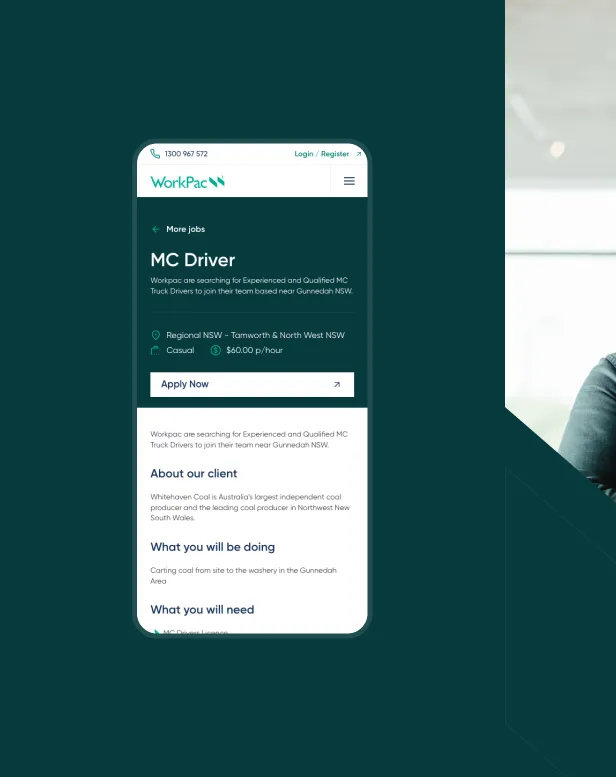 1300 967 572
Login / Register
WorkPac
More jobs
MC Driver
Workpac are searching for Experienced and Qualified MC
Truck Drivers to join their team based near Gunnedah NSW.
Regional NSW - Tamworth & North West NSW
Casual
$60.00 p/hour
Apply Now
Workpac are searching for Experienced and Qualified MC
Truck Drivers to join their team near Gunnedah NSW.
About our client
Whitehaven Coal is Australia's largest independent coal
producer and the leading coal producer in Northwest New
South Wales.
What you will be doing
Carting coal from site to the washery in the Gunnedah
Area
What you will need
MC Drivers Licence